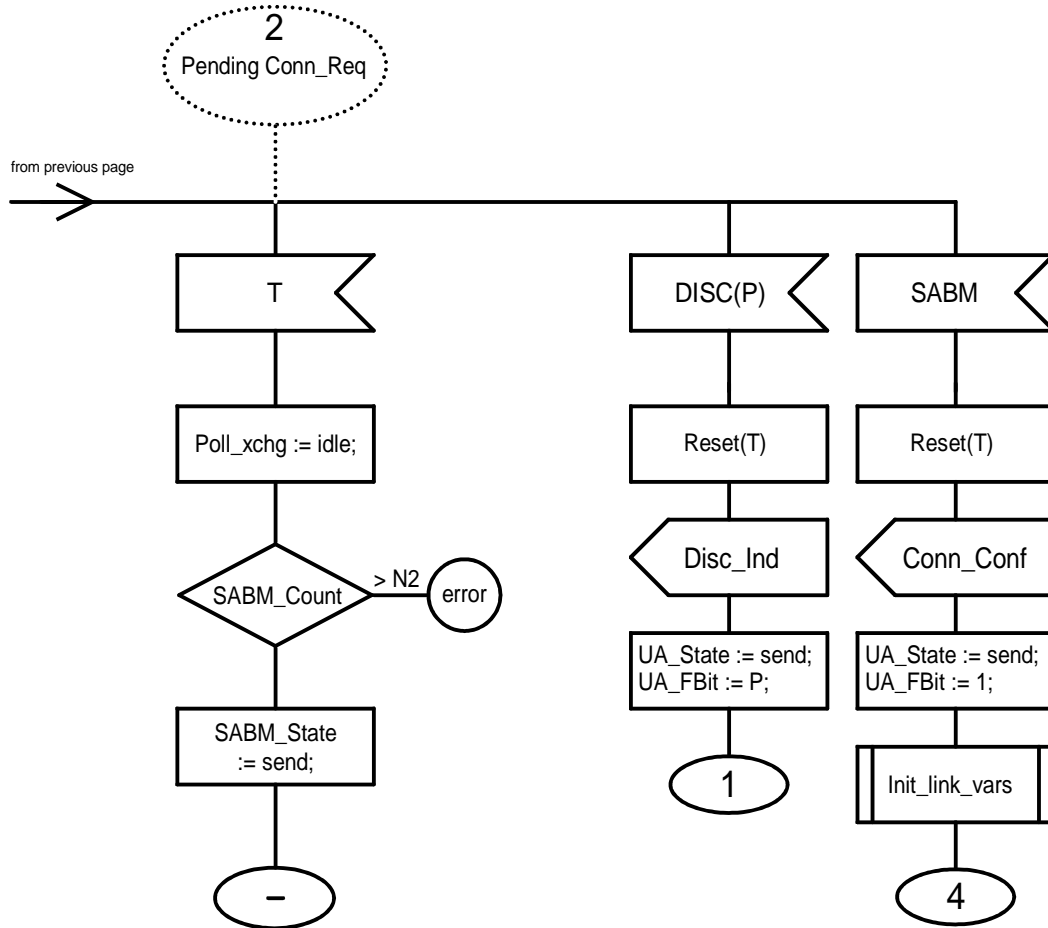 2
Pending Conn_Req
from previous page
T
DISC(P)
SABM
Poll_xchg := idle;
Reset(T)
Reset(T)
SABM_Count
> N2
error
Disc_Ind
Conn_Conf
UA_State := send;
UA_FBit := P;
UA_State := send;
UA_FBit := 1;
SABM_State
:= send;
1
Init_link_vars
–
4